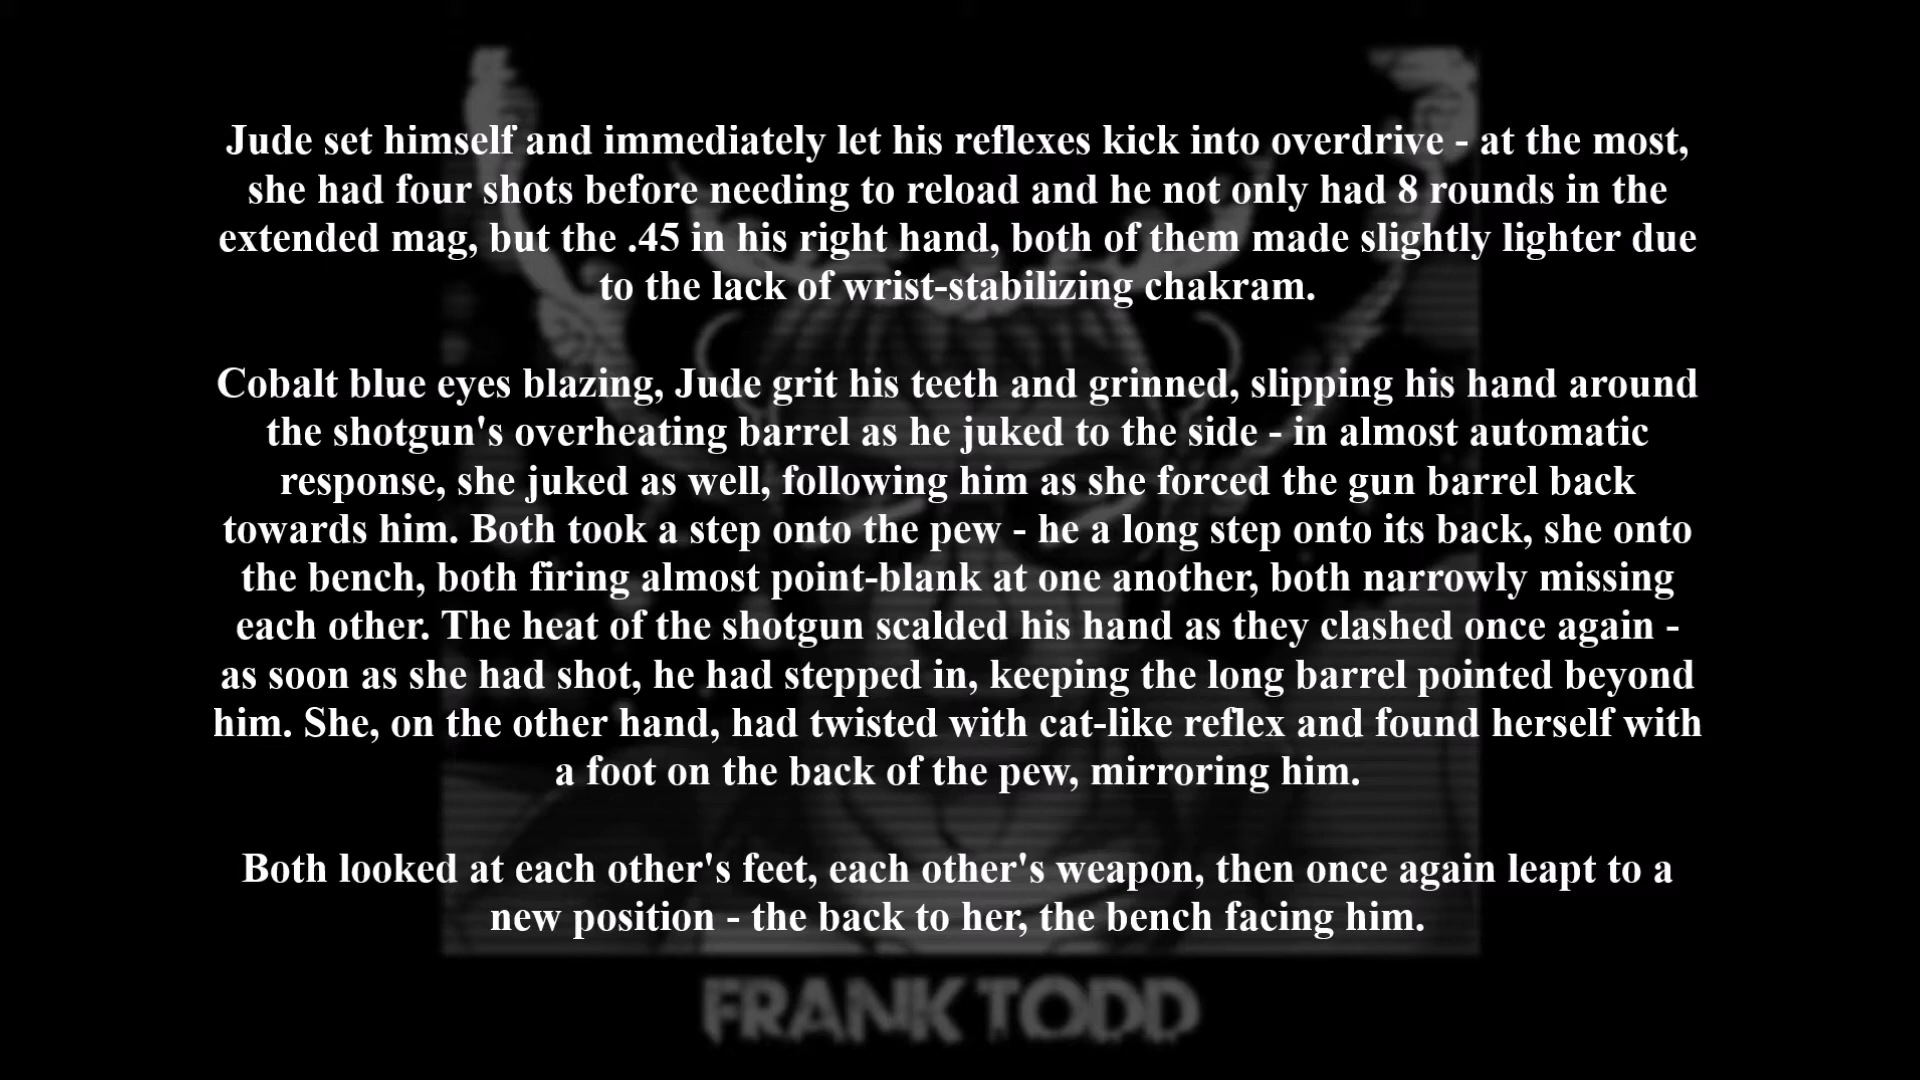 Jude set himself and immediately let his reflexes kick into overdrive - at the most,
she had four shots before needing to reload and he not only had 8 rounds in the
extended mag, but the .45 in his right hand, both of them made slightly lighter due
to the lack of wrist-stabilizing chakram.
Cobalt blue eyes blazing, Jude grit his teeth and grinned, slipping his hand around
the shotgun's overheating barrel as he juked to the side - in almost automatic
response, she juked as well, following him as she forced the gun barrel back
towards him. Both took a step onto the pew - he a long step onto its back, she onto
the bench, both firing almost point-blank at one another, both narrowly missing
each other. The heat of the shotgun scalded his hand as they clashed once again -
as soon as she had shot, he had stepped in, keeping the long barrel pointed beyond
him. She, on the other hand, had twisted with cat-like reflex and found herself with
a foot on the back of the pew, mirroring him.
Both looked at each other's feet, each other's weapon, then once again leapt to a
new position - the back to her, the bench facing him.
FRANK TODD